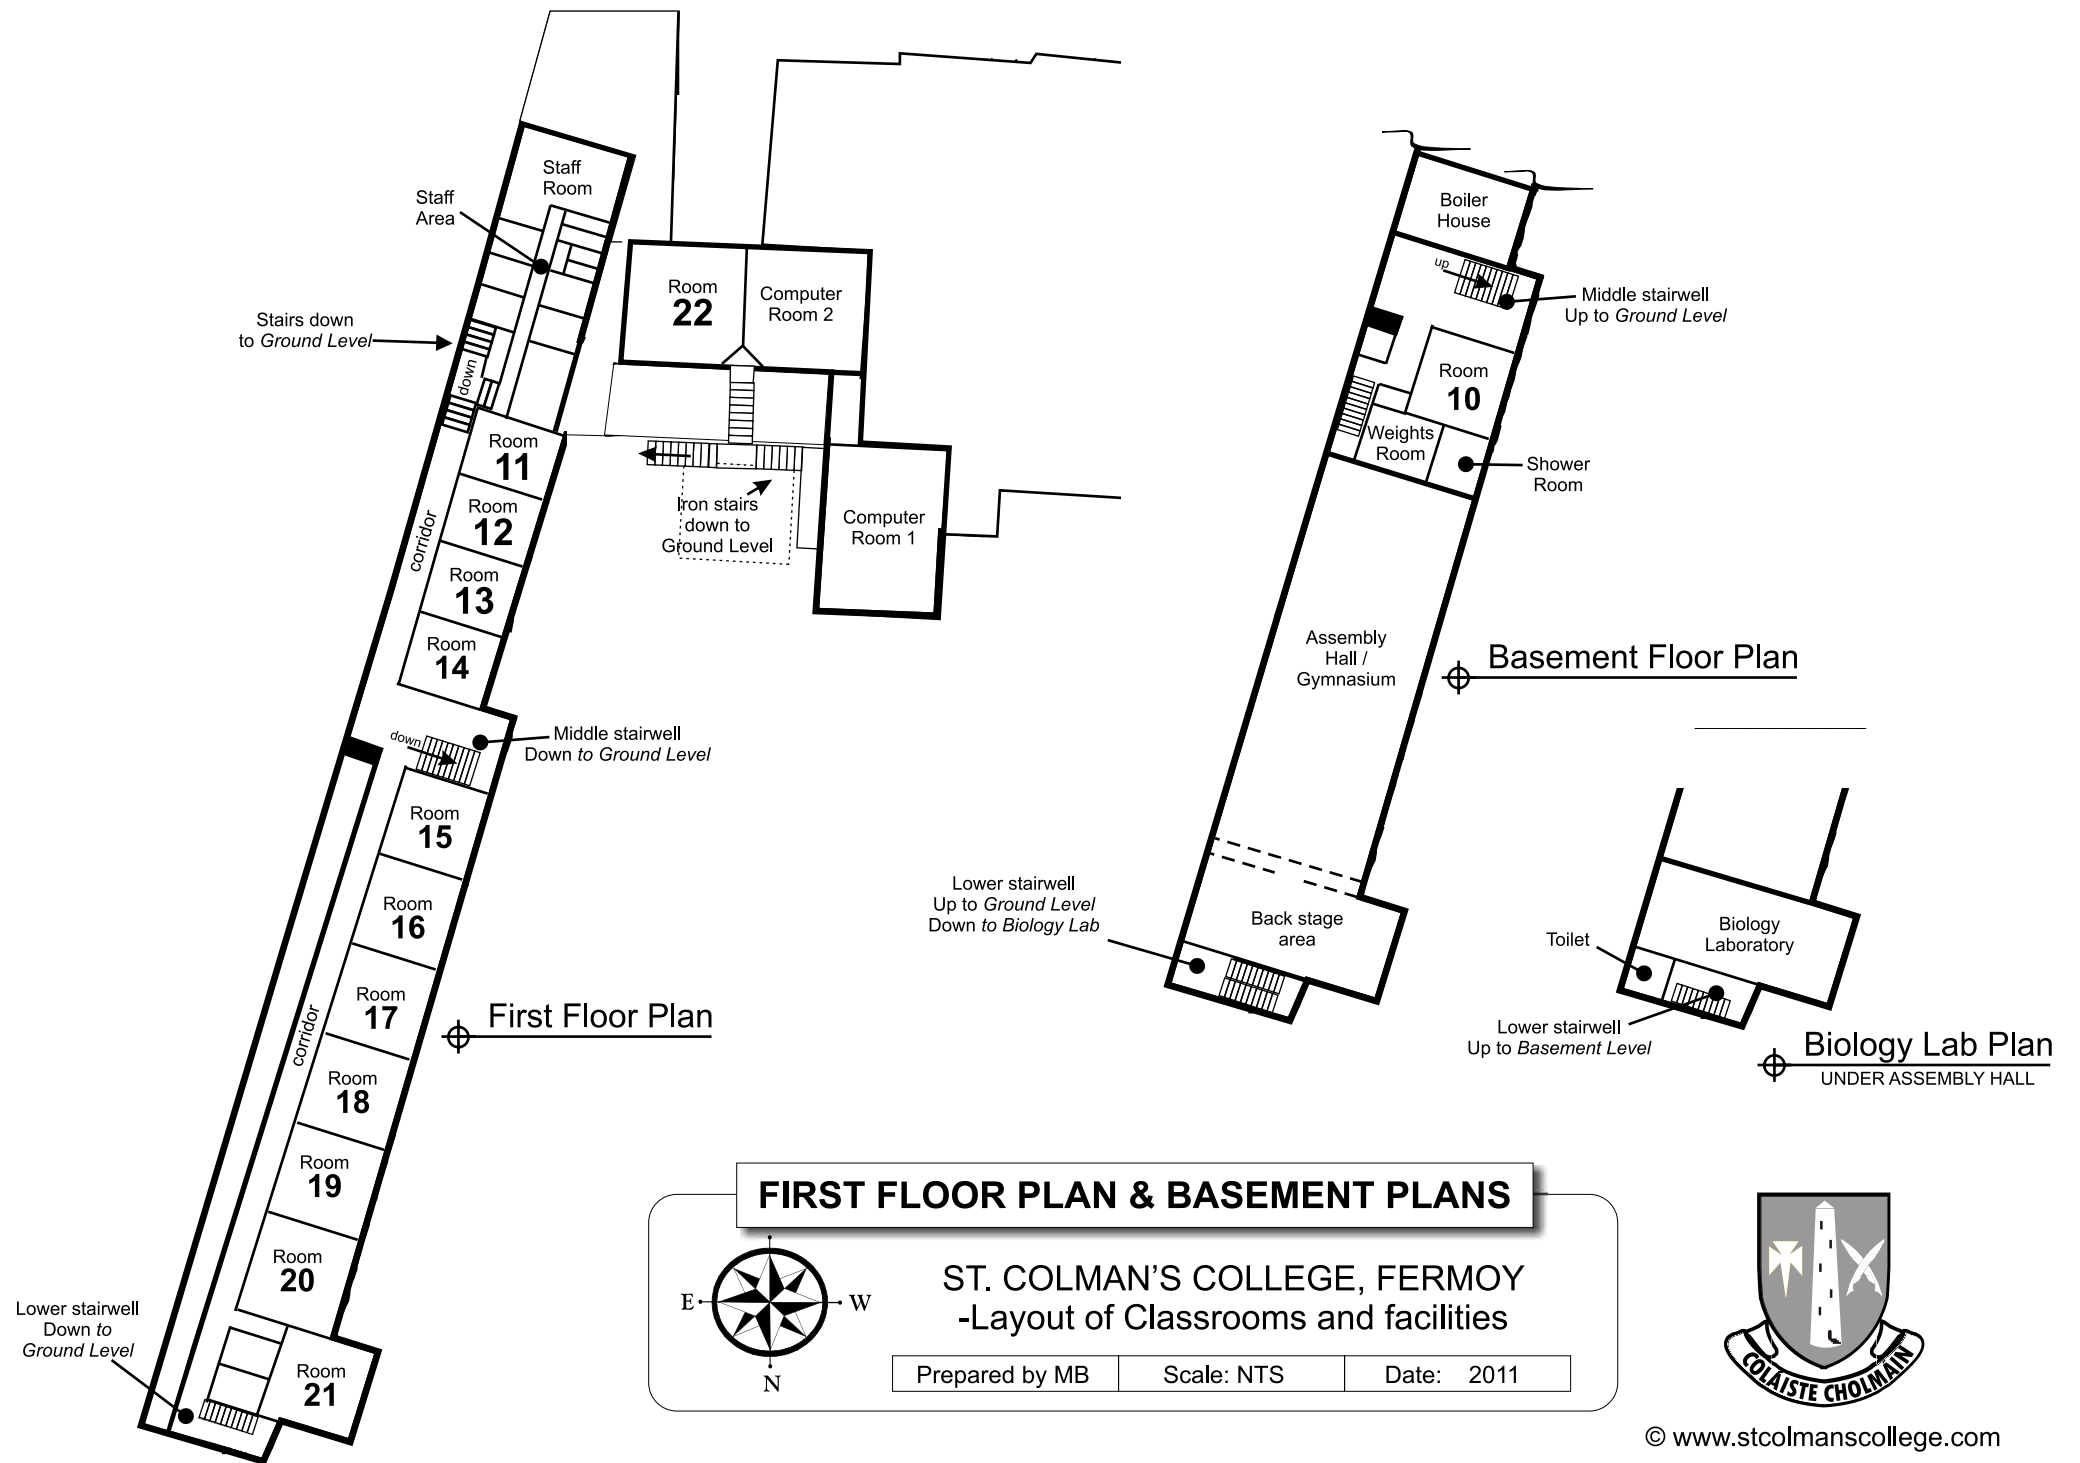 Staff
Room
Staff
Area
Stairs down
to Ground Level
down
Room
11
Room
12
Room
13
Room
14
corridor
Middle stairwell
Down to Ground Level
down
Room
15
Room
16
Room
17
Room
18
Room
19
Room
20
Room
21
corridor
Lower stairwell
Down to
Ground Level
First Floor Plan
Room
22
Computer
Room 2
Iron stairs
down to
Ground Level
Computer
Room 1
Boiler
House
up
Middle stairwell
Up to Ground Level
Room
10
Weights
Room
Shower
Room
Assembly
Hall /
Gymnasium
Basement Floor Plan
Lower stairwell
Up to Ground Level
Down to Biology Lab
Back stage
area
Toilet
Biology
Laboratory
Lower stairwell
Up to Basement Level
Biology Lab Plan
UNDER ASSEMBLY HALL
FIRST FLOOR PLAN & BASEMENT PLANS
E
W
N
ST. COLMAN'S COLLEGE, FERMOY
-Layout of Classrooms and facilities
Prepared by MB
Scale: NTS
Date: 2011
COLÁISTE CHOLMÁIN
© www.stcolmanscollege.com